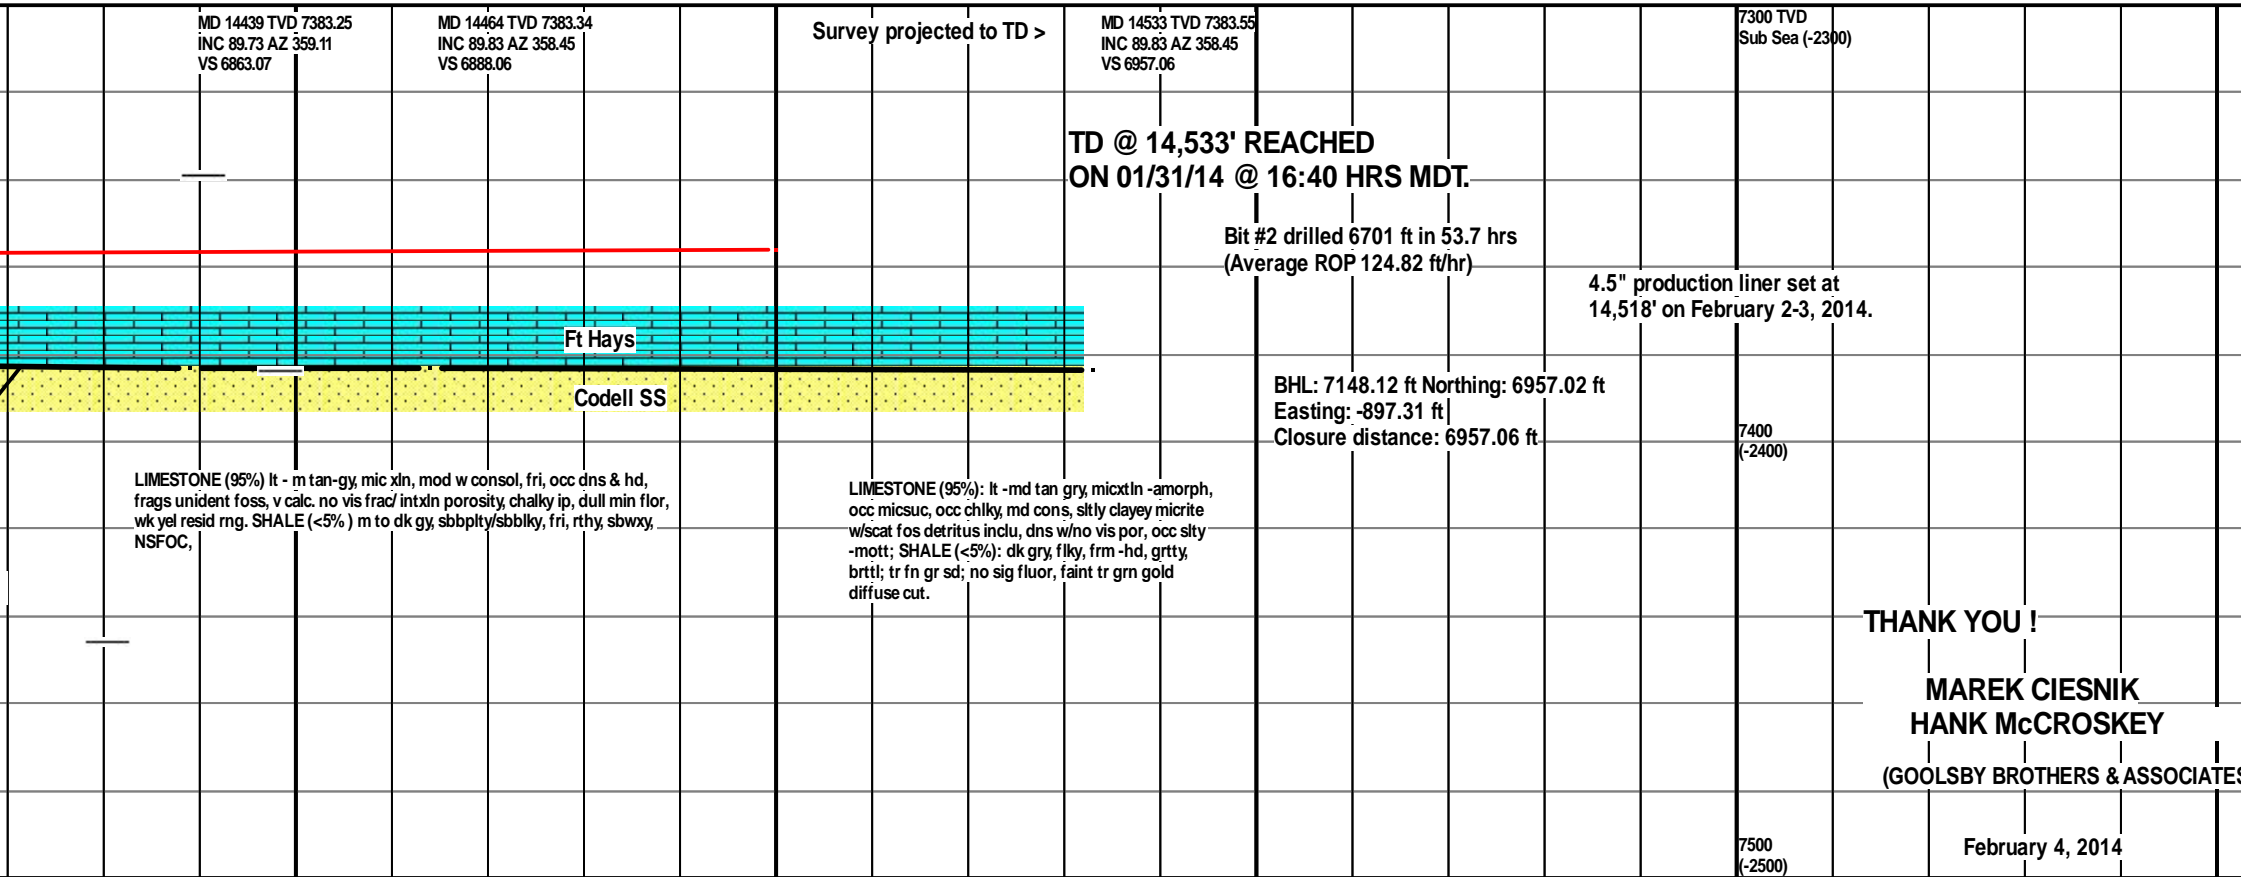 MD 14439 TVD 7383.25
INC 89.73 AZ 359.11
VS 6863.07
MD 14464 TVD 7383.34
INC 89.83 AZ 358.45
VS 6888.06
Survey projected to TD >
MD 14533 TVD 7383.55
INC 89.83 AZ 358.45
VS 6957.06
7300 TVD
Sub Sea (-2300)
TD @ 14,533' REACHED
ON 01/31/14 @ 16:40 HRS MDT.
Bit #2 drilled 6701 ft in 53.7 hrs
(Average ROP 124.82 ft/hr)
4.5" production liner set at
14,518' on February 2-3, 2014.
Ft Hays
Codell SS
BHL: 7148.12 ft Northing: 6957.02 ft
Easting: -897.31 ft
Closure distance: 6957.06 ft
7400
(-2400)
LIMESTONE (95%) lt - m tan-gy, mic xln, mod w consol, fri, occ dns & hd,
frags unident foss, v calc. no vis frac/ intxln porosity, chalky ip, dull min flor,
wk yel resid rng. SHALE (<5% ) m to dk gy, sbbplty/sbblky, fri, rthy, sbwxy,
NSFOC,
LIMESTONE (95%): lt -md tan gry, micxtln -amorph,
occ micsuc, occ chlky, md cons, sltly clayey micrite
w/scat fos detritus inclu, dns w/no vis por, occ slty
-mott; SHALE (<5%): dk gry, flky, frm -hd, grtty,
brttl; tr fn gr sd; no sig fluor, faint tr grn gold
diffuse cut.
THANK YOU !
MAREK CIESNIK
HANK McCROSKEY
(GOOLSBY BROTHERS & ASSOCIATES
7500
(-2500)
February 4, 2014